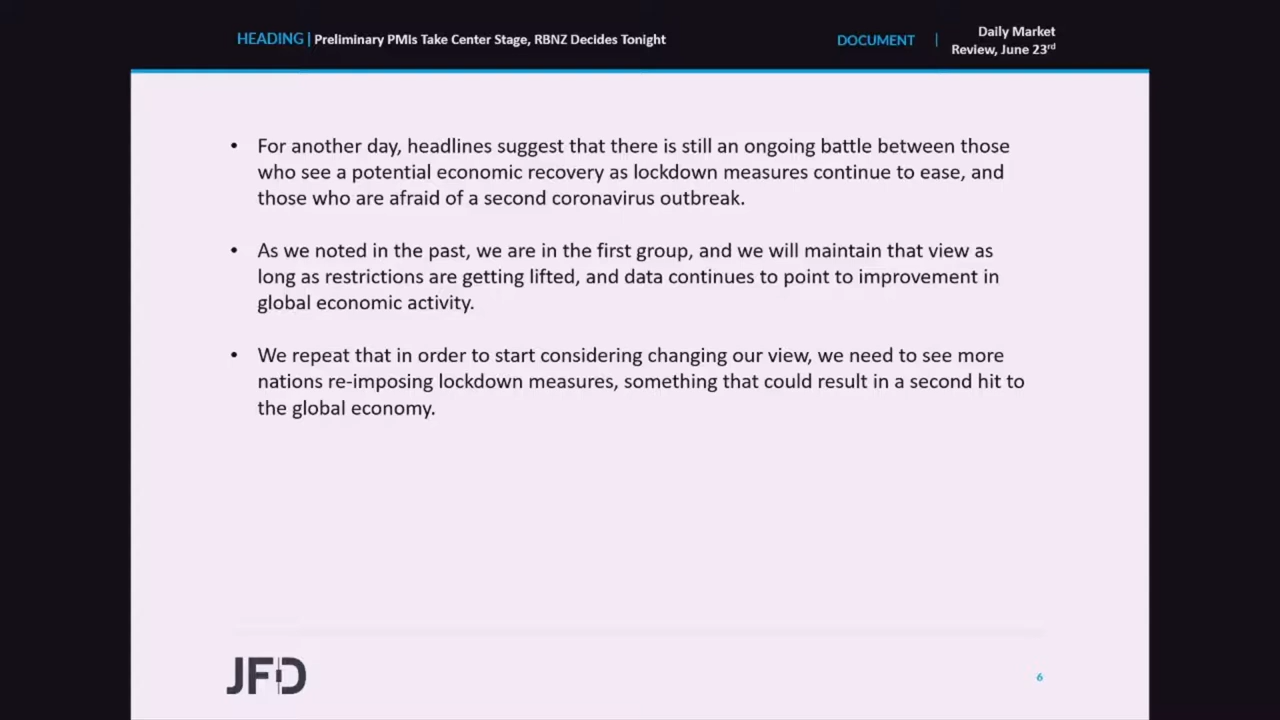 HEADING | Preliminary PMIs Take Center Stage, RBNZ Decides Tonight
DOCUMENT | Daily Market
Review, June 23rd
• For another day, headlines suggest that there is still an ongoing battle between those
who see a potential economic recovery as lockdown measures continue to ease, and
those who are afraid of a second coronavirus outbreak.
• As we noted in the past, we are in the first group, and we will maintain that view as
long as restrictions are getting lifted, and data continues to point to improvement in
global economic activity.
• We repeat that in order to start considering changing our view, we need to see more
nations re-imposing lockdown measures, something that could result in a second hit to
the global economy.
JFD
6